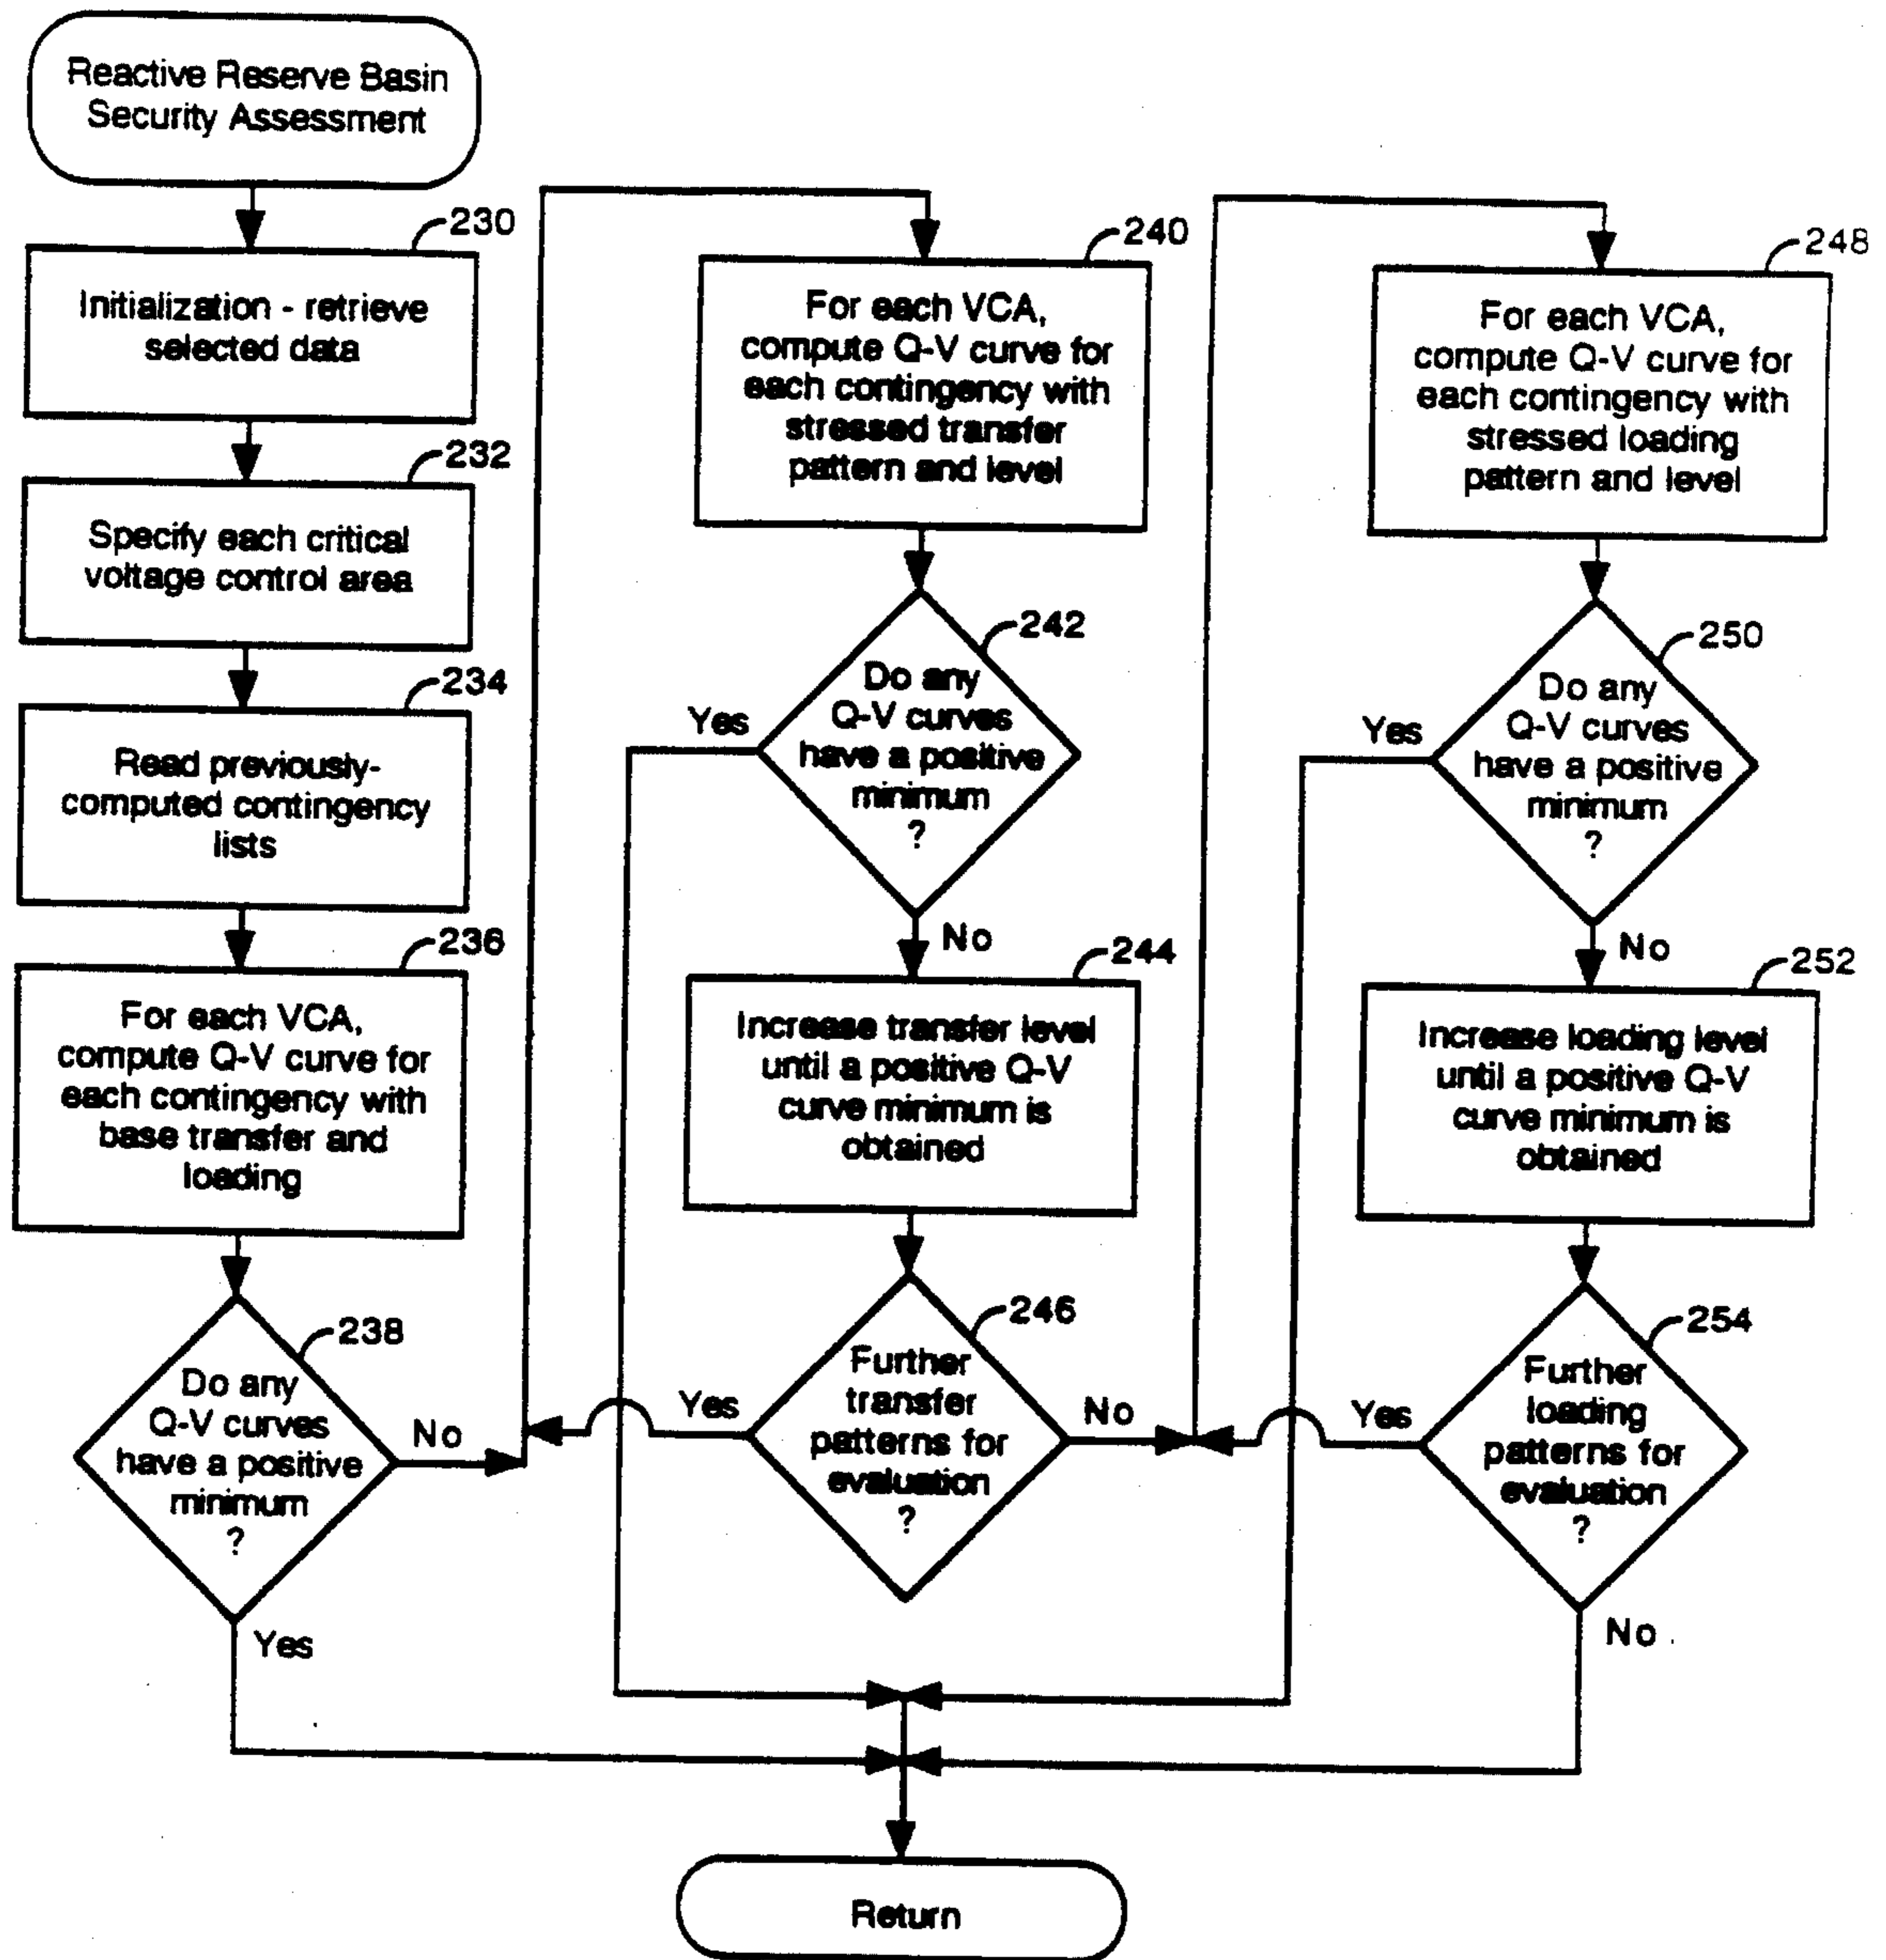 Reactive Reserve Basin
Security Assessment
230
Initialization - retrieve
selected data
232
Specify each critical
voltage control area
234
Read previously-
computed contingency
lists
236
For each VCA,
compute Q-V curve for
each contingency with
base transfer and
loading
238
Do any
Q-V curves
have a positive
minimum
?
No
Yes
240
For each VCA,
compute Q-V curve for
each contingency with
stressed transfer
pattern and level
242
Do any
Q-V curves
have a positive
minimum
?
Yes
No
244
Increase transfer level
until a positive Q-V
curve minimum is
obtained
246
Further
transfer
patterns for
evaluation
?
Yes
No
248
For each VCA,
compute Q-V curve for
each contingency with
stressed loading
pattern and level
250
Do any
Q-V curves
have a positive
minimum
?
Yes
No
252
Increase loading level
until a positive Q-V
curve minimum is
obtained
254
Further
loading
patterns for
evaluation
?
Yes
No
Return